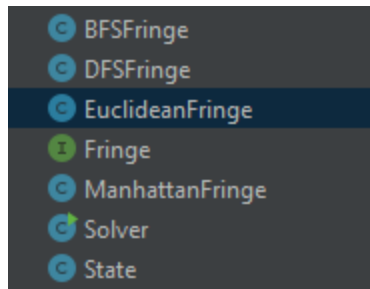 C BFSFringe
C DFSFringe
C EuclideanFringe
I Fringe
C ManhattanFringe
C Solver
C State